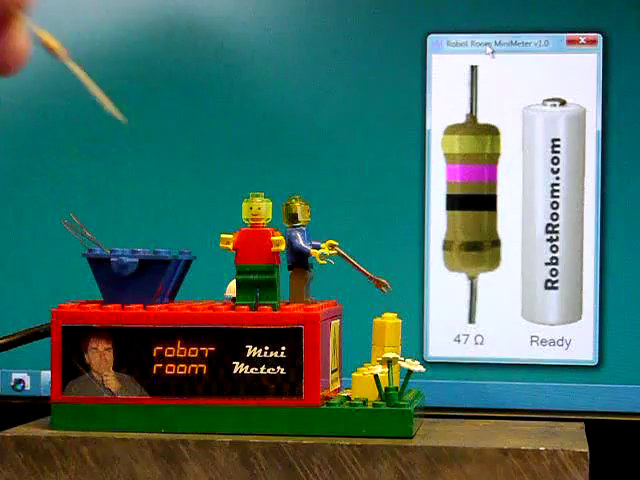 Robot Room MiniMeter v1.0
RobotRoom.com
47 Ω
Ready
robot
room
Mini
Meter